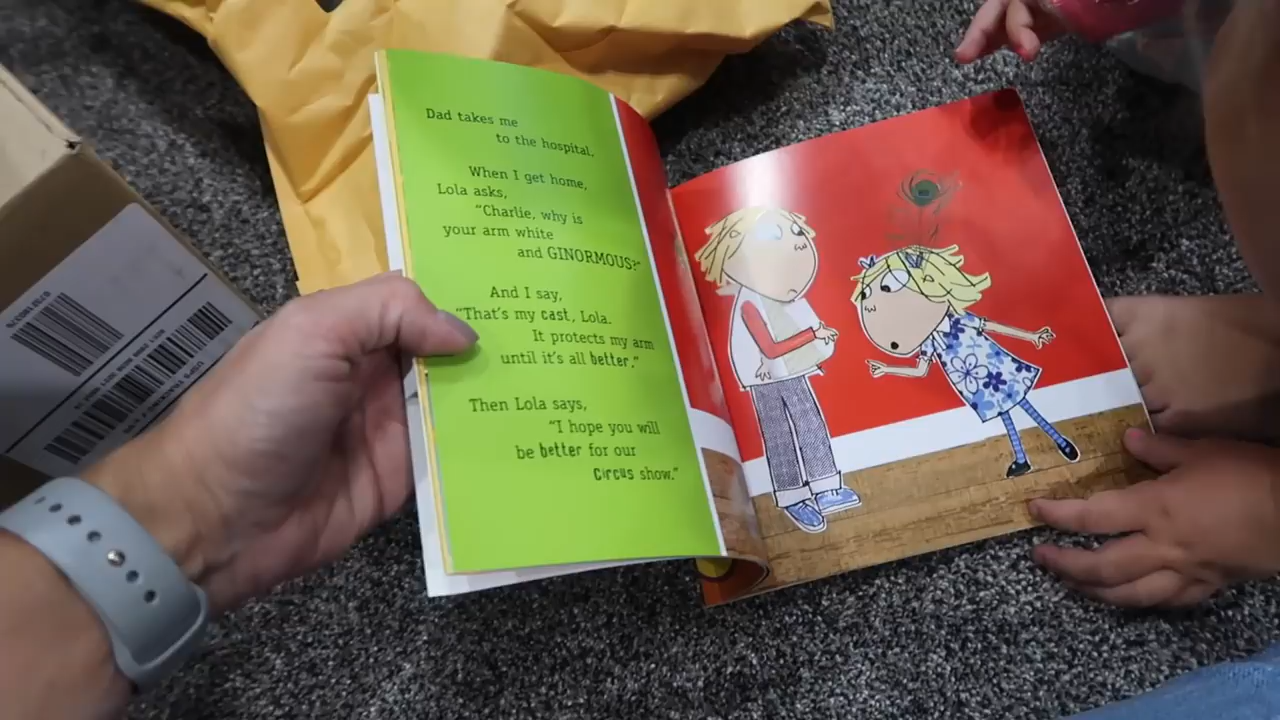 Dad takes me
to the hospital.
When I get home,
Lola asks,
"Charlie, why is
your arm white
and GINORMOUS?"
And I say,
"That's my cast, Lola.
It protects my arm
until it's all better."
Then Lola says,
"I hope you will
be better for our
circus show."